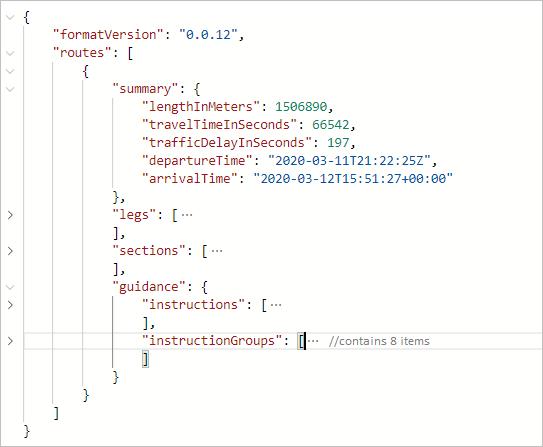 {
    "formatVersion": "0.0.12",
    "routes": [
        {
            "summary": {
                "lengthInMeters": 1506890,
                "travelTimeInSeconds": 66542,
                "trafficDelayInSeconds": 197,
                "departureTime": "2020-03-11T21:22:25Z",
                "arrivalTime": "2020-03-12T15:51:27+00:00"
            },
            "legs": [···
            ],
            "sections": [···
            ],
            "guidance": {
                "instructions": [···
                ],
                "instructionGroups": [··· //contains 8 items
                ]
            }
        }
    ]
}